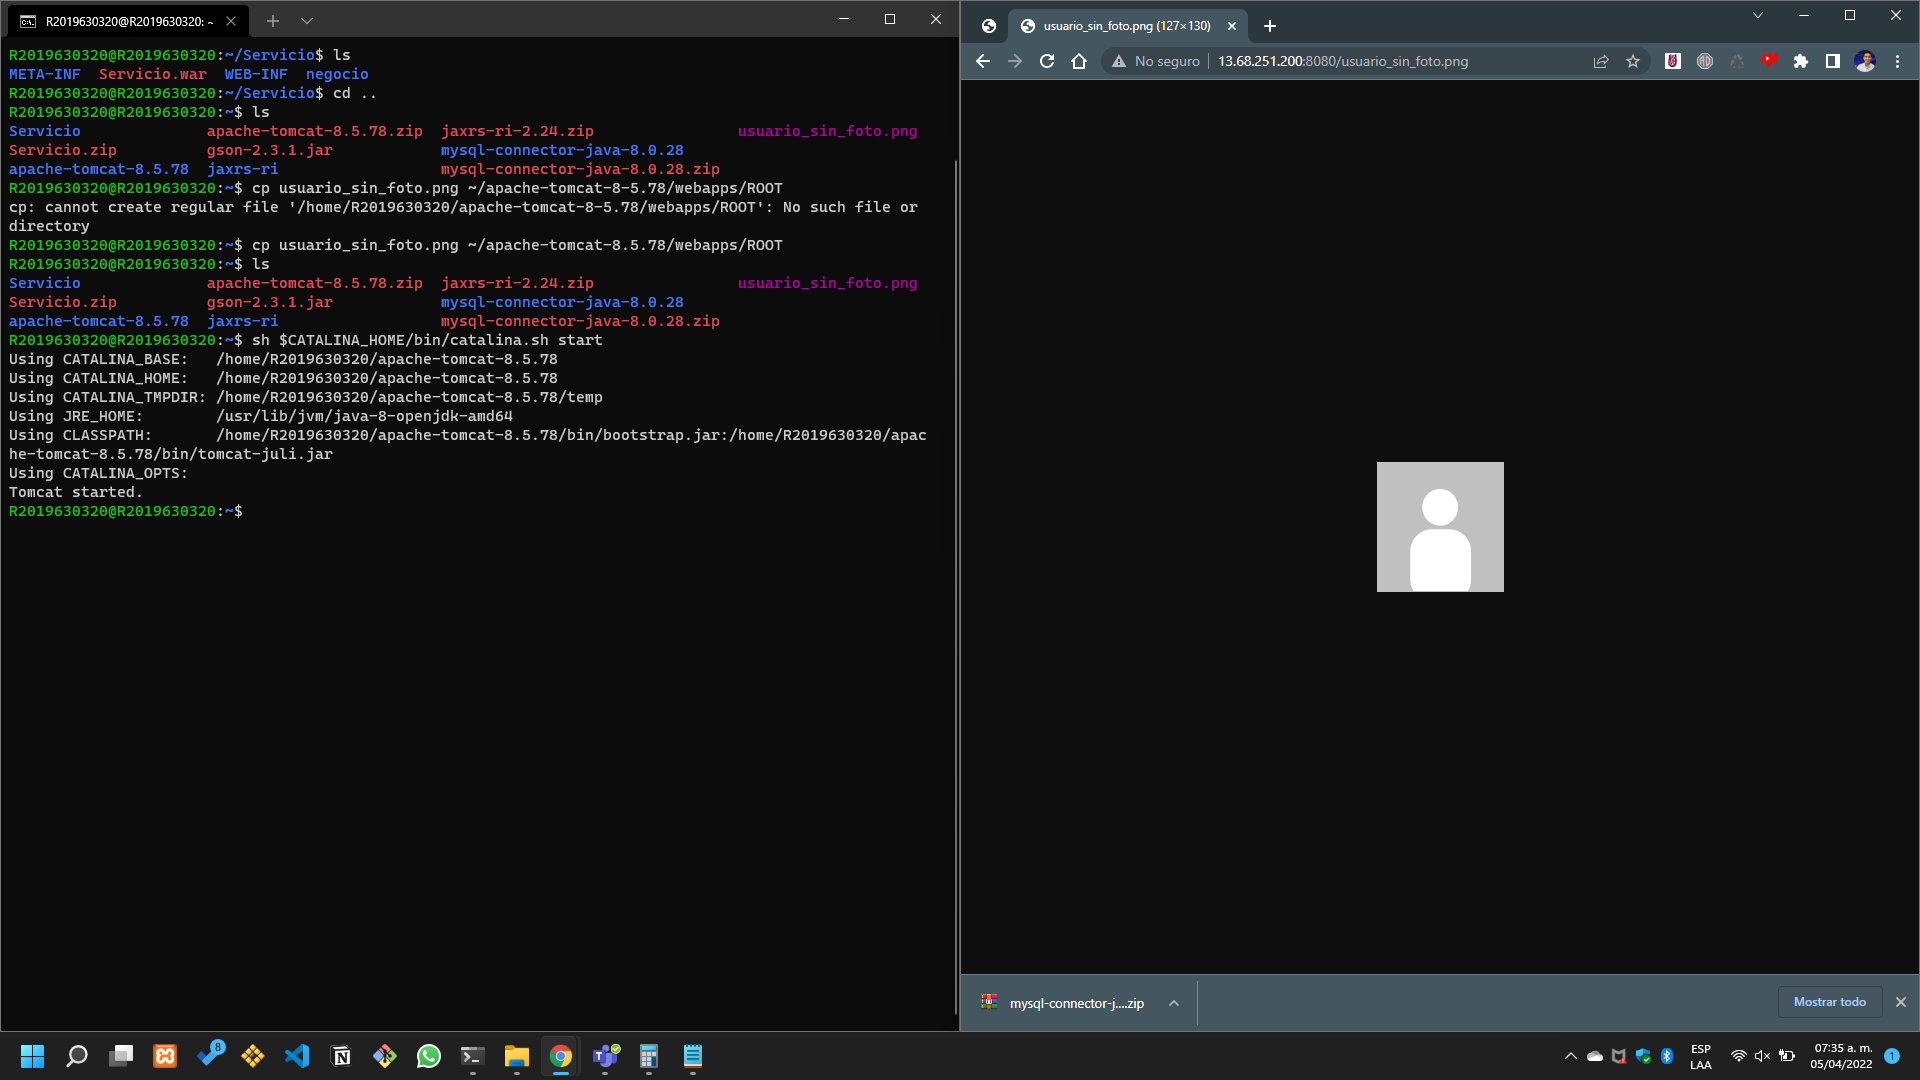 R2019630320@R2019630320: ~
R2019630320@R2019630320:~/Servicio$ ls
META-INF  Servicio.war  WEB-INF  negocio
R2019630320@R2019630320:~/Servicio$ cd ..
R2019630320@R2019630320:~$ ls
Servicio              apache-tomcat-8.5.78.zip  jaxrs-ri-2.24.zip                usuario_sin_foto.png
Servicio.zip          gson-2.3.1.jar            mysql-connector-java-8.0.28
apache-tomcat-8.5.78  jaxrs-ri                  mysql-connector-java-8.0.28.zip
R2019630320@R2019630320:~$ cp usuario_sin_foto.png ~/apache-tomcat-8-5.78/webapps/ROOT
cp: cannot create regular file '/home/R2019630320/apache-tomcat-8-5.78/webapps/ROOT': No such file or
directory
R2019630320@R2019630320:~$ cp usuario_sin_foto.png ~/apache-tomcat-8.5.78/webapps/ROOT
R2019630320@R2019630320:~$ ls
Servicio              apache-tomcat-8.5.78.zip  jaxrs-ri-2.24.zip                usuario_sin_foto.png
Servicio.zip          gson-2.3.1.jar            mysql-connector-java-8.0.28
apache-tomcat-8.5.78  jaxrs-ri                  mysql-connector-java-8.0.28.zip
R2019630320@R2019630320:~$ sh $CATALINA_HOME/bin/catalina.sh start
Using CATALINA_BASE:   /home/R2019630320/apache-tomcat-8.5.78
Using CATALINA_HOME:   /home/R2019630320/apache-tomcat-8.5.78
Using CATALINA_TMPDIR: /home/R2019630320/apache-tomcat-8.5.78/temp
Using JRE_HOME:        /usr/lib/jvm/java-8-openjdk-amd64
Using CLASSPATH:       /home/R2019630320/apache-tomcat-8.5.78/bin/bootstrap.jar:/home/R2019630320/apac
he-tomcat-8.5.78/bin/tomcat-juli.jar
Using CATALINA_OPTS:
Tomcat started.
R2019630320@R2019630320:~$
usuario_sin_foto.png (127×130)
No seguro
13.68.251.200:8080/usuario_sin_foto.png
mysql-connector-j....zip
Mostrar todo
8
ESP
LAA
07:35 a. m.
05/04/2022
1